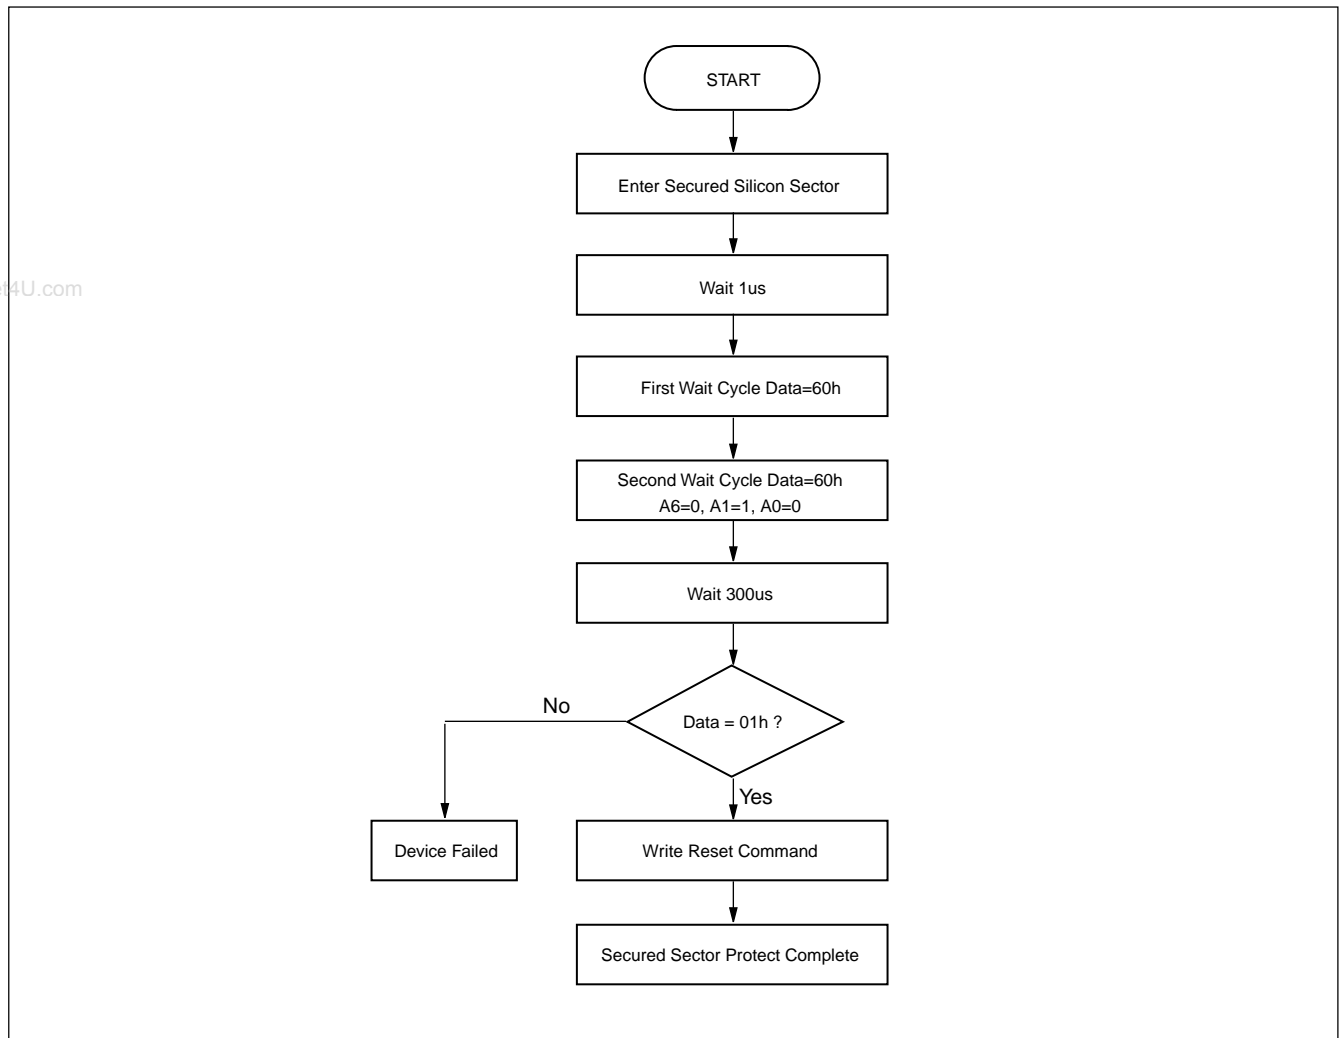 START
Enter Secured Silicon Sector
et4U.com
Wait 1us
First Wait Cycle Data=60h
Second Wait Cycle Data=60h
A6=0, A1=1, A0=0
Wait 300us
No
Data = 01h ?
Yes
Device Failed
Write Reset Command
Secured Sector Protect Complete